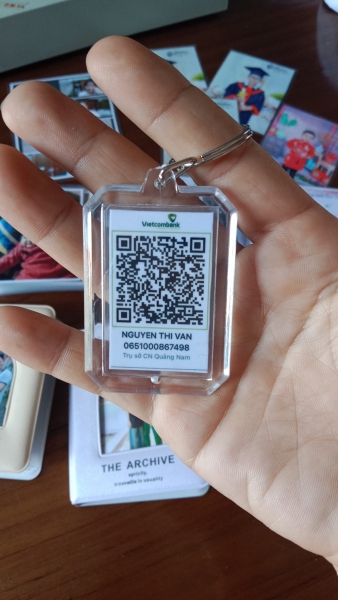 Vietcombank
NGUYEN THI VAN
0651000867498
Trụ sở CN Quảng Nam
THE ARCHIVE